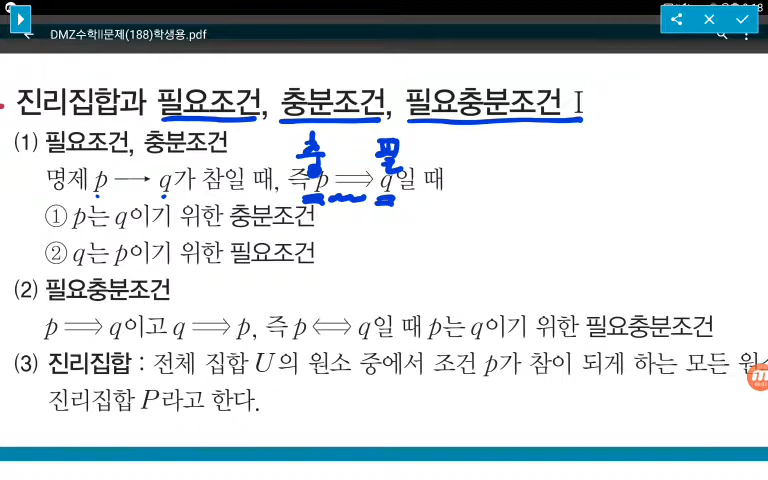 DMZ수학Ⅱ문제(188)학생용.pdf
진리집합과 필요조건, 충분조건, 필요충분조건 Ⅰ
(1) 필요조건, 충분조건
충 필
명제 p → q가 참일 때, 즉 p ⟹ q일 때
① p는 q이기 위한 충분조건
② q는 p이기 위한 필요조건
(2) 필요충분조건
p ⟹ q이고 q ⟹ p, 즉 p ⟺ q일 때 p는 q이기 위한 필요충분조건
(3) 진리집합 : 전체 집합 U의 원소 중에서 조건 p가 참이 되게 하는 모든
진리집합 P라고 한다.